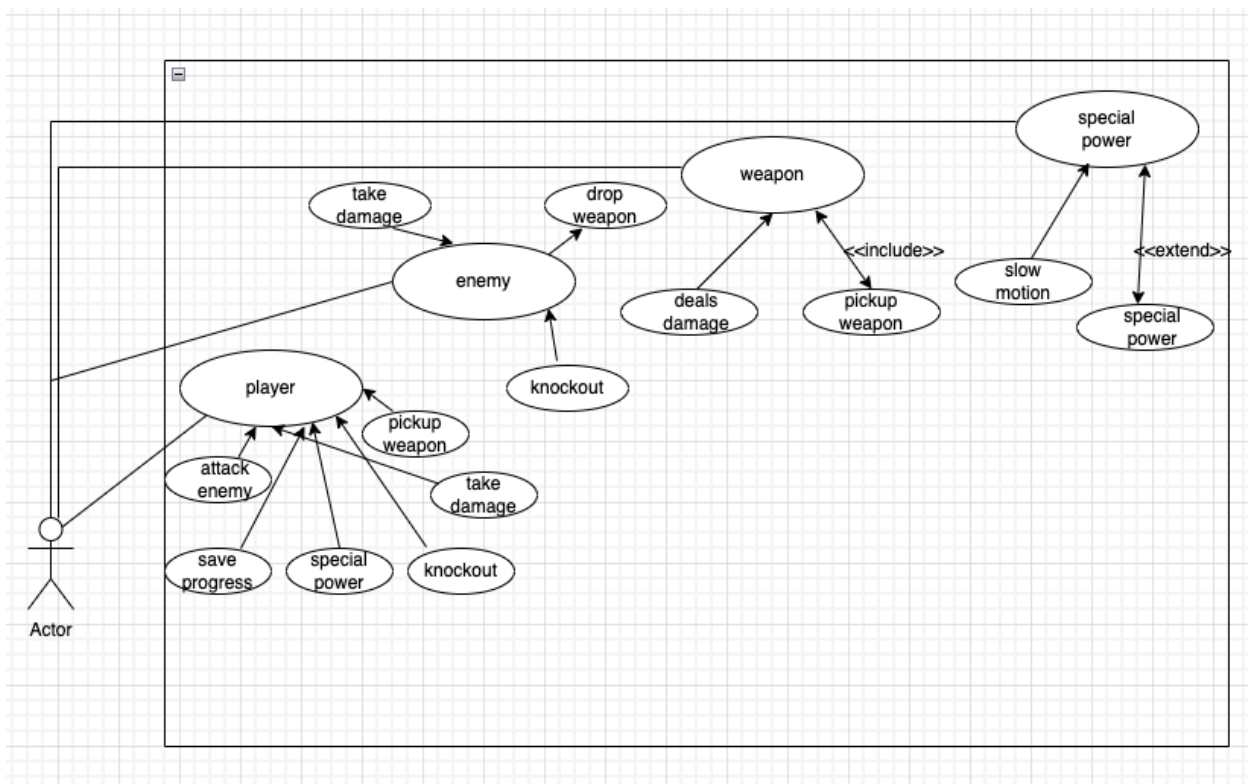 special
power
weapon
take
damage
drop
weapon
<<include>>
<<extend>>
enemy
slow
motion
deals
damage
pickup
weapon
special
power
player
knockout
pickup
weapon
attack
enemy
take
damage
save
progress
special
power
knockout
Actor